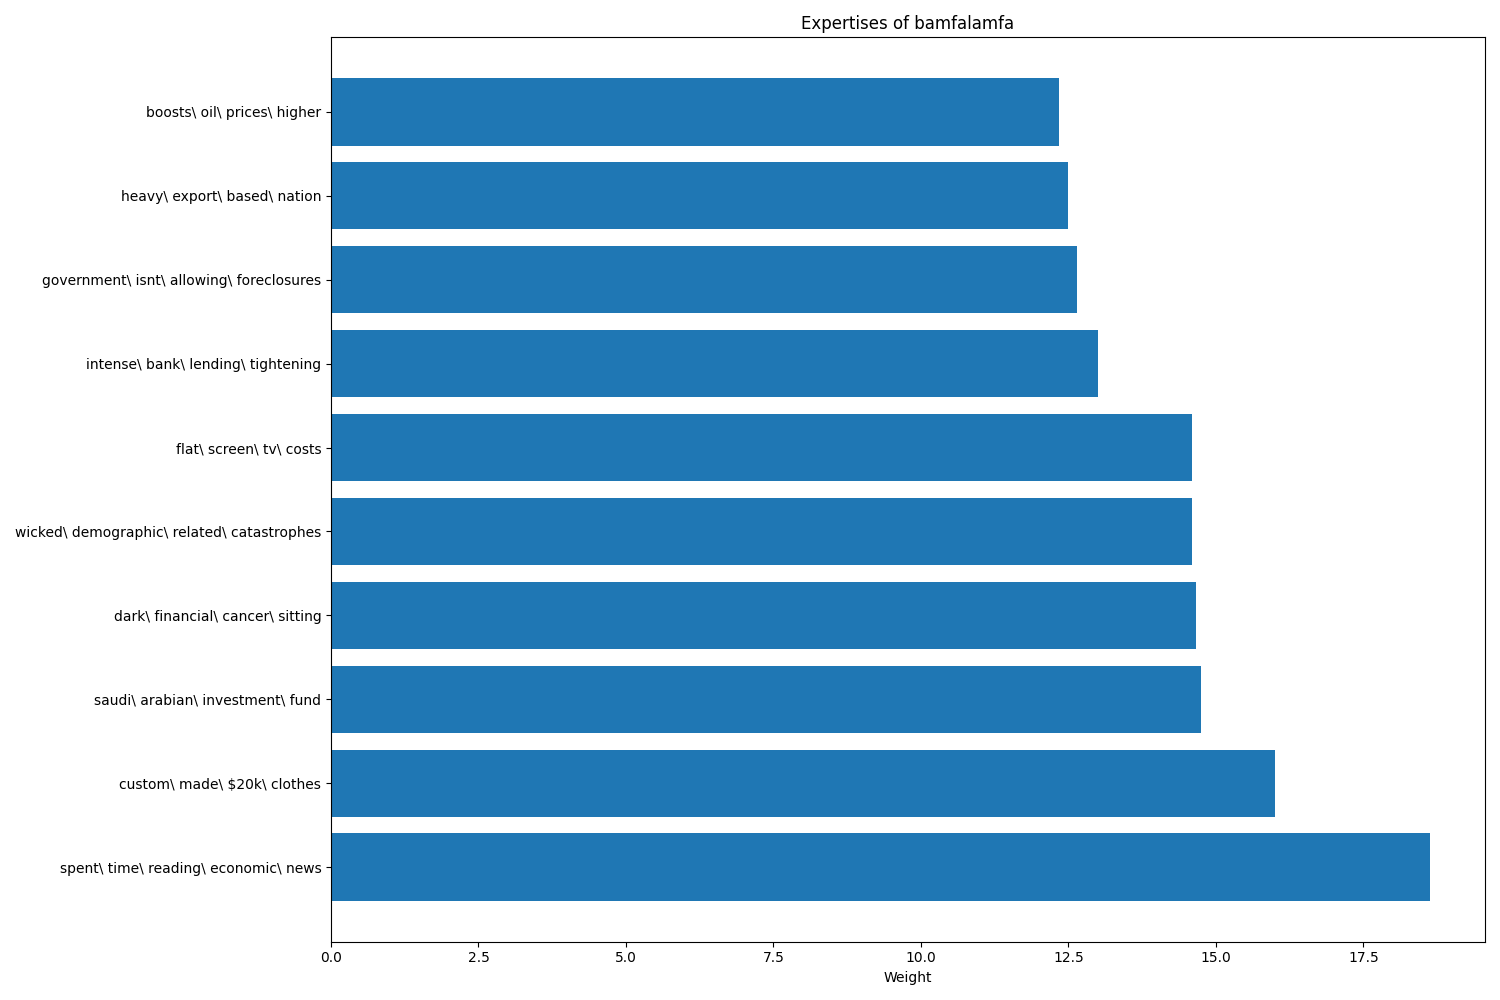 Expertises of bamfalamfa
boosts\ oil\ prices\ higher
heavy\ export\ based\ nation
government\ isnt\ allowing\ foreclosures
intense\ bank\ lending\ tightening
flat\ screen\ tv\ costs
wicked\ demographic\ related\ catastrophes
dark\ financial\ cancer\ sitting
saudi\ arabian\ investment\ fund
custom\ made\ $20k\ clothes
spent\ time\ reading\ economic\ news
0.0 2.5 5.0 7.5 10.0 12.5 15.0 17.5
Weight